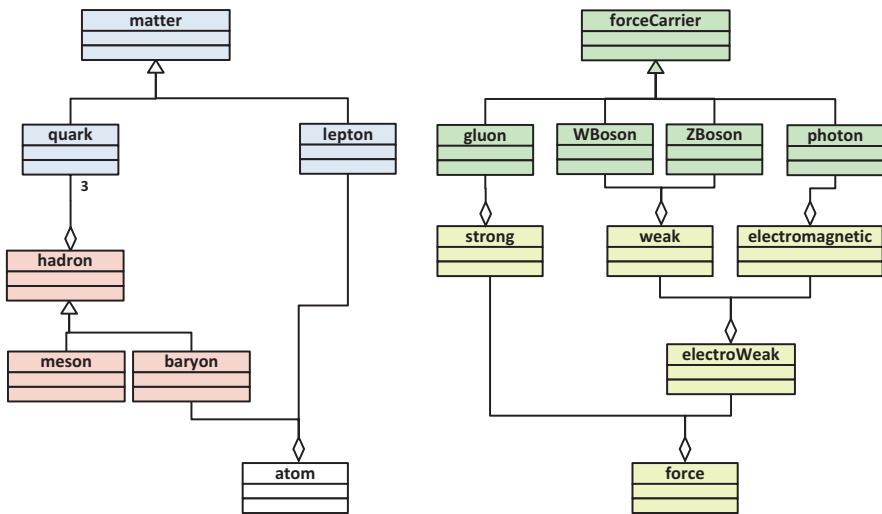 matter
forceCarrier
quark
lepton
gluon
WBoson
ZBoson
photon
3
strong
weak
electromagnetic
hadron
meson
baryon
electroWeak
atom
force